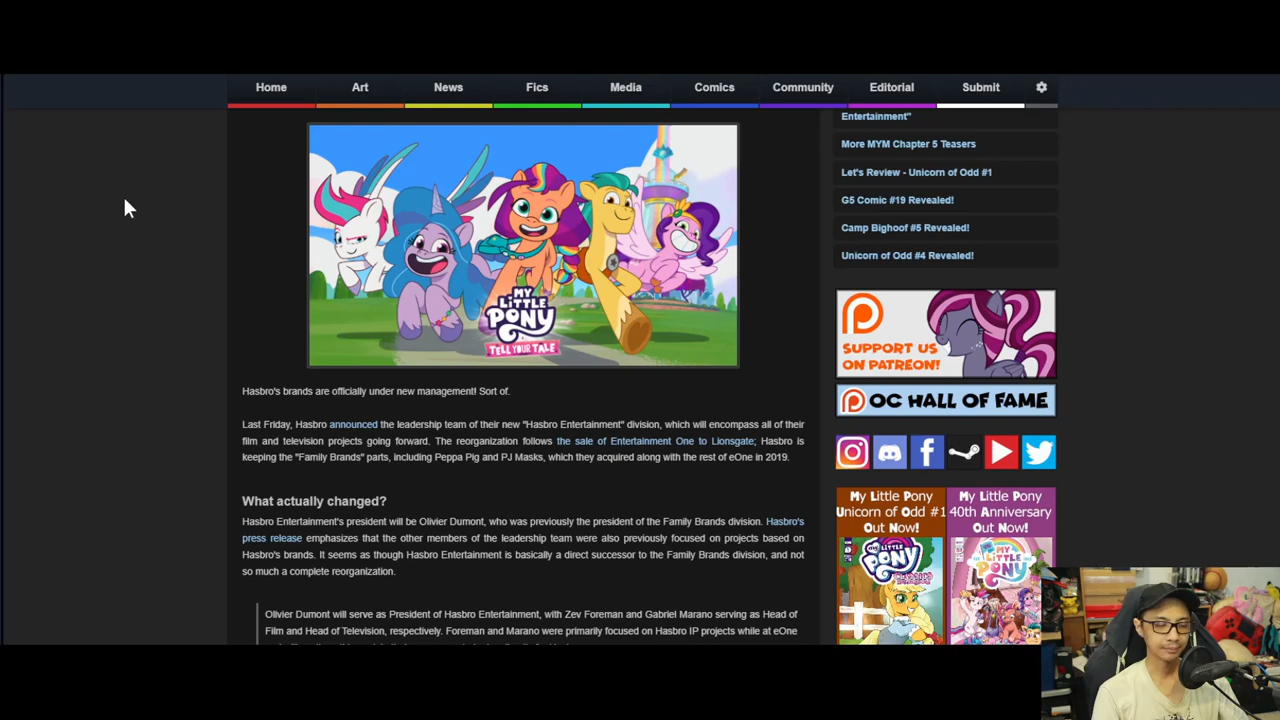 Home Art News Fics Media Comics Community Editorial Submit
MY
LITTLE
PONY
TELL YOUR TALE
Hasbro's brands are officially under new management! Sort of.
Last Friday, Hasbro announced the leadership team of their new "Hasbro Entertainment" division, which will encompass all of their
film and television projects going forward. The reorganization follows the sale of Entertainment One to Lionsgate; Hasbro is
keeping the "Family Brands" parts, including Peppa Pig and PJ Masks, which they acquired along with the rest of eOne in 2019.
What actually changed?
Hasbro Entertainment's president will be Olivier Dumont, who was previously the president of the Family Brands division. Hasbro's
press release emphasizes that the other members of the leadership team were also previously focused on projects based on
Hasbro's brands. It seems as though Hasbro Entertainment is basically a direct successor to the Family Brands division, and not
so much a complete reorganization.
Olivier Dumont will serve as President of Hasbro Entertainment, with Zev Foreman and Gabriel Marano serving as Head of
Film and Head of Television, respectively. Foreman and Marano were primarily focused on Hasbro IP projects while at eOne
Entertainment"
More MYM Chapter 5 Teasers
Let's Review - Unicorn of Odd #1
G5 Comic #19 Revealed!
Camp Bighoof #5 Revealed!
Unicorn of Odd #4 Revealed!
SUPPORT US
ON PATREON!
OC HALL OF FAME
My Little Pony
Unicorn of Odd #1
Out Now!
My Little Pony
40th Anniversary
Out Now!
MY LITTLE
PONY
MY LITTLE
PONY